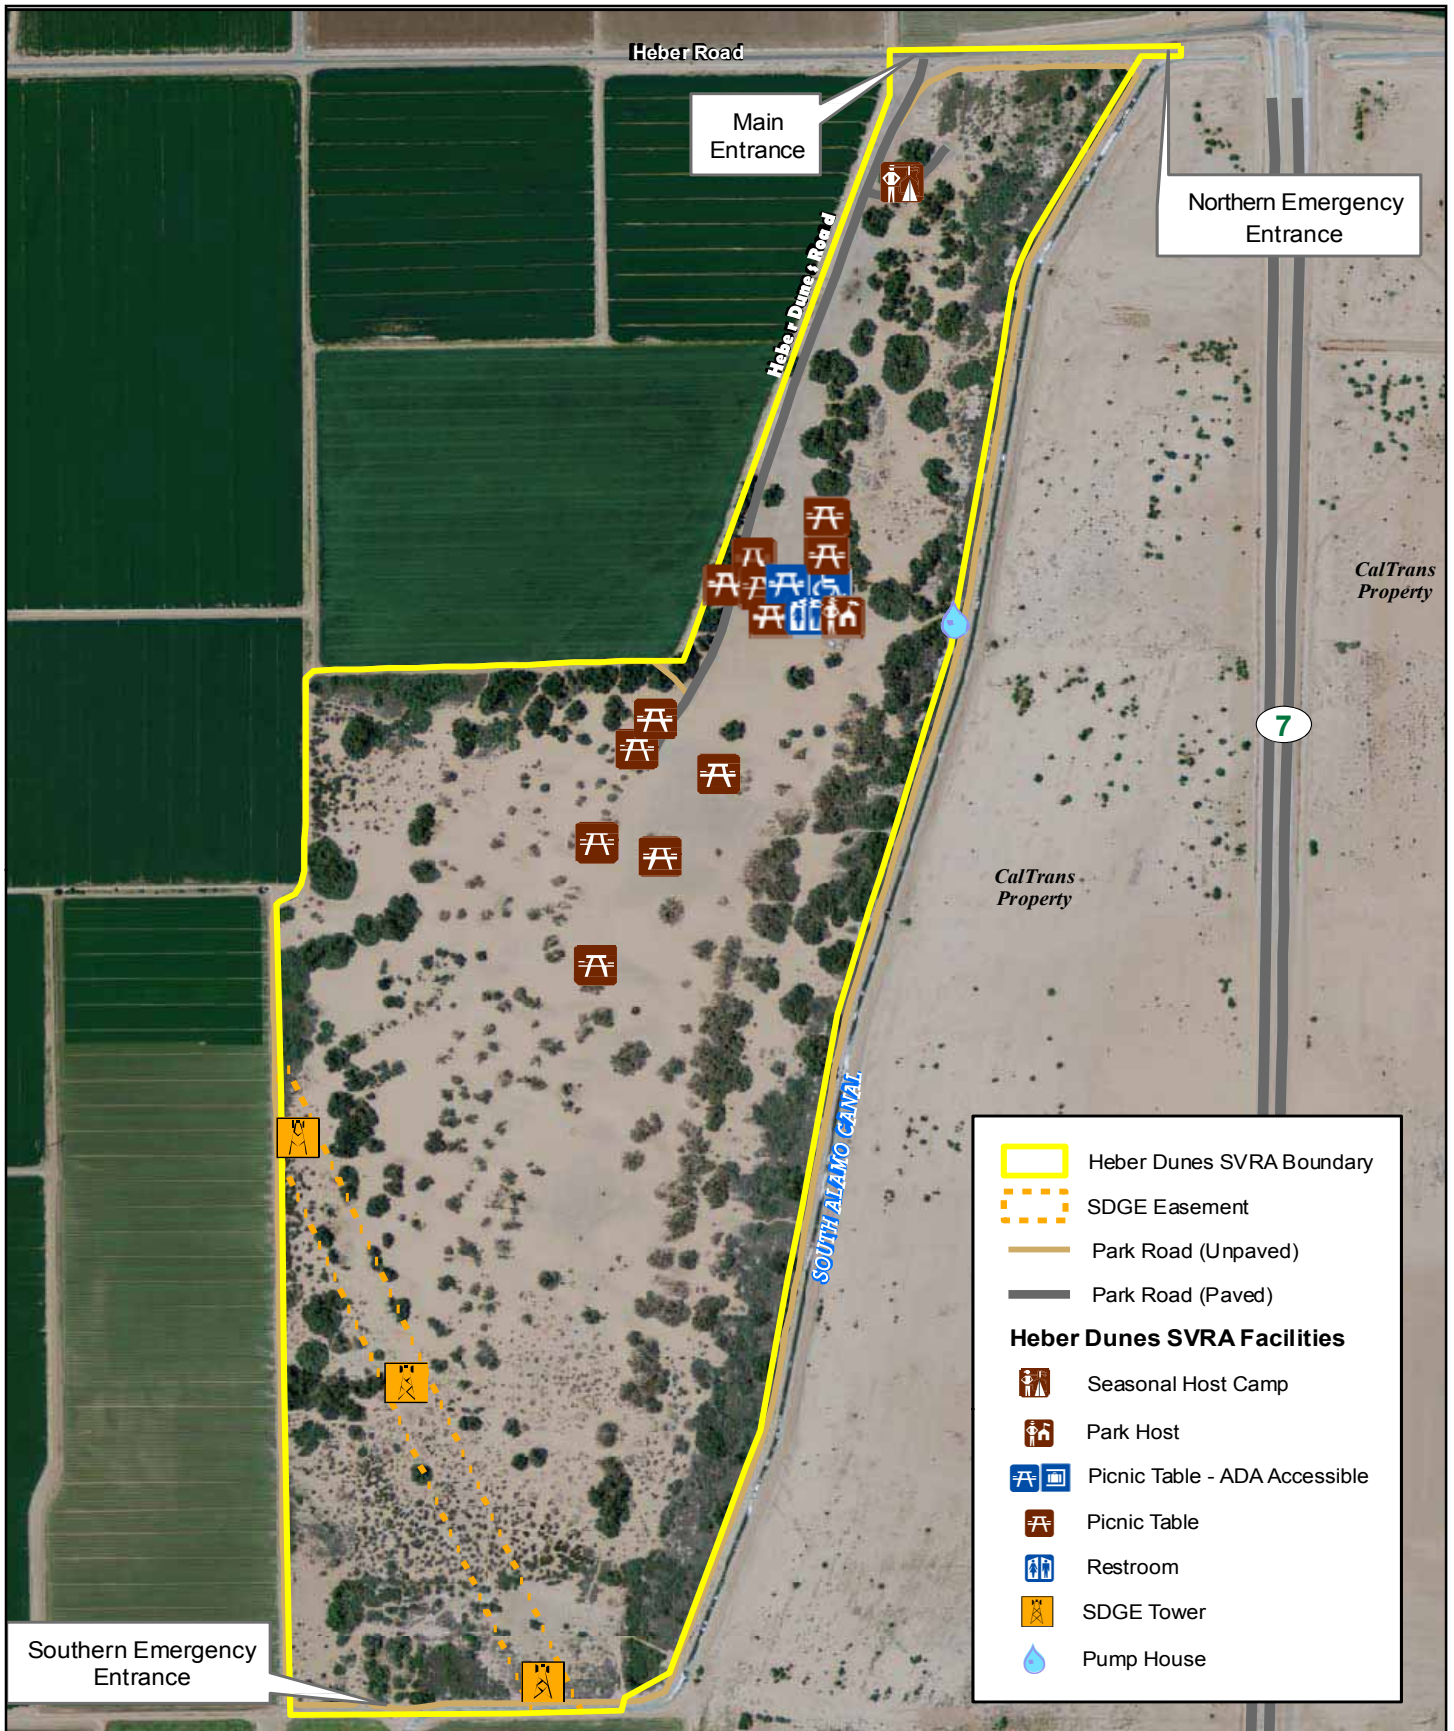 Heber Road
Main
Entrance
Northern Emergency
Entrance
Heber Dunes Road
CalTrans
Property
7
CalTrans
Property
SOUTH ALAMO CANAL
Heber Dunes SVRA Boundary
SDGE Easement
Park Road (Unpaved)
Park Road (Paved)
Heber Dunes SVRA Facilities
Seasonal Host Camp
Park Host
Picnic Table - ADA Accessible
Picnic Table
Restroom
SDGE Tower
Pump House
Southern Emergency
Entrance